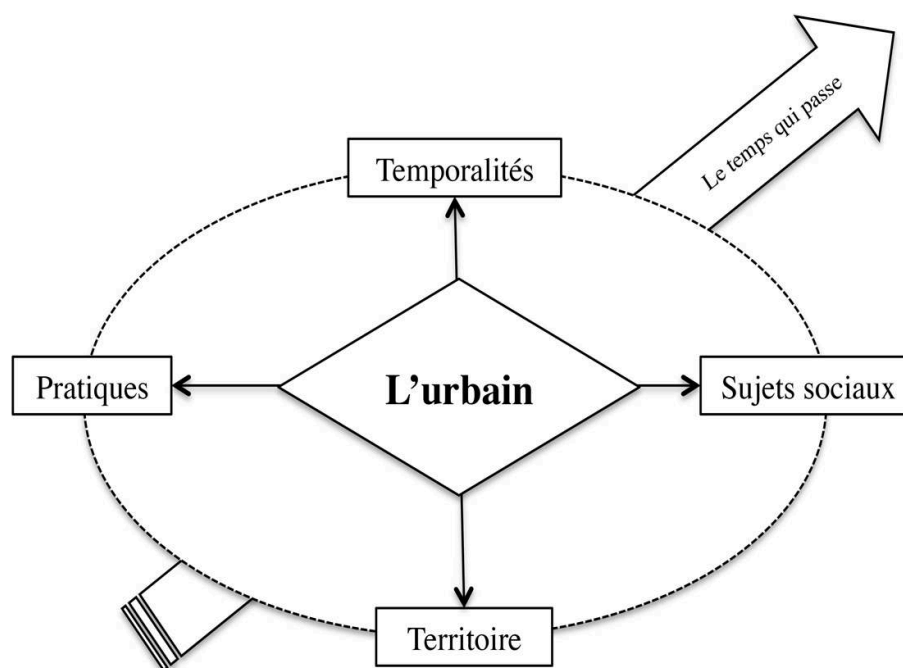 Le temps qui passe
Temporalités
Pratiques
L'urbain
Sujets sociaux
Territoire